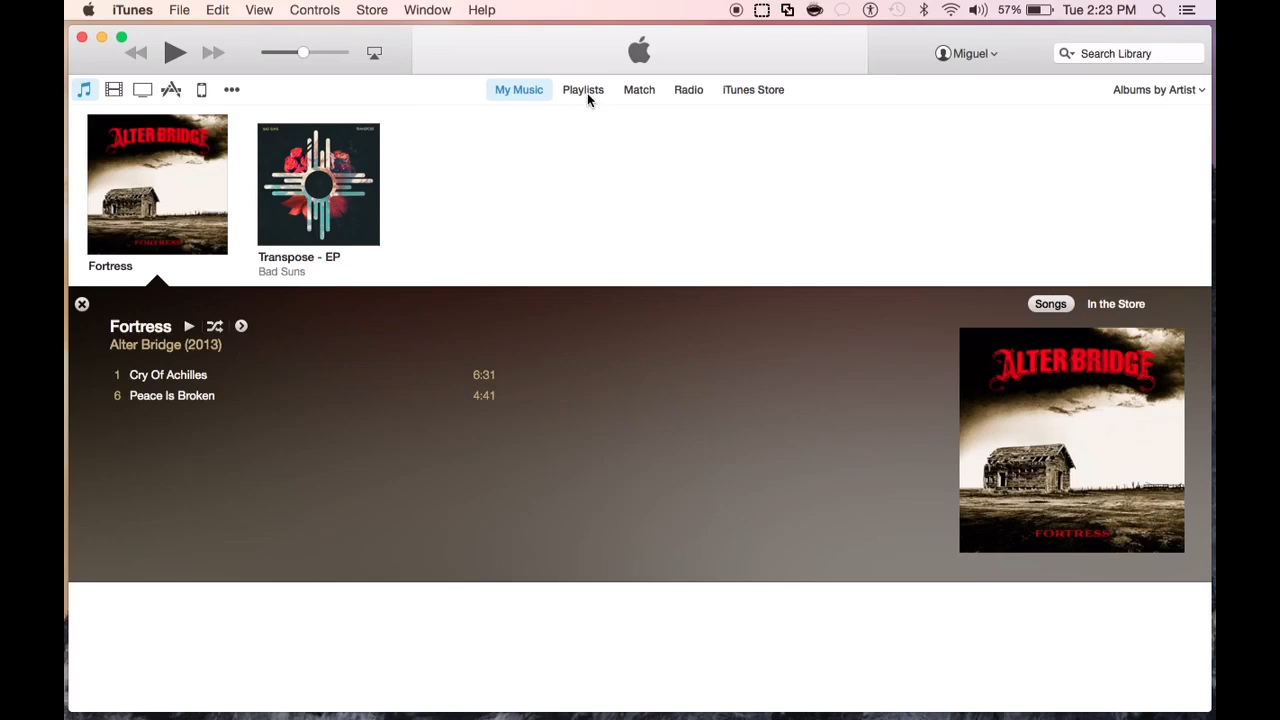 iTunes File Edit View Controls Store Window Help 57% Tue 2:23 PM
Miguel
Search Library
My Music Playlists Match Radio iTunes Store Albums by Artist
ALTER BRIDGE
FORTRESS
BAD SUNS TRANSPOSE
Fortress
Transpose - EP
Bad Suns
Songs In the Store
Fortress
Alter Bridge (2013)
1 Cry Of Achilles 6:31
6 Peace Is Broken 4:41
ALTER BRIDGE
FORTRESS